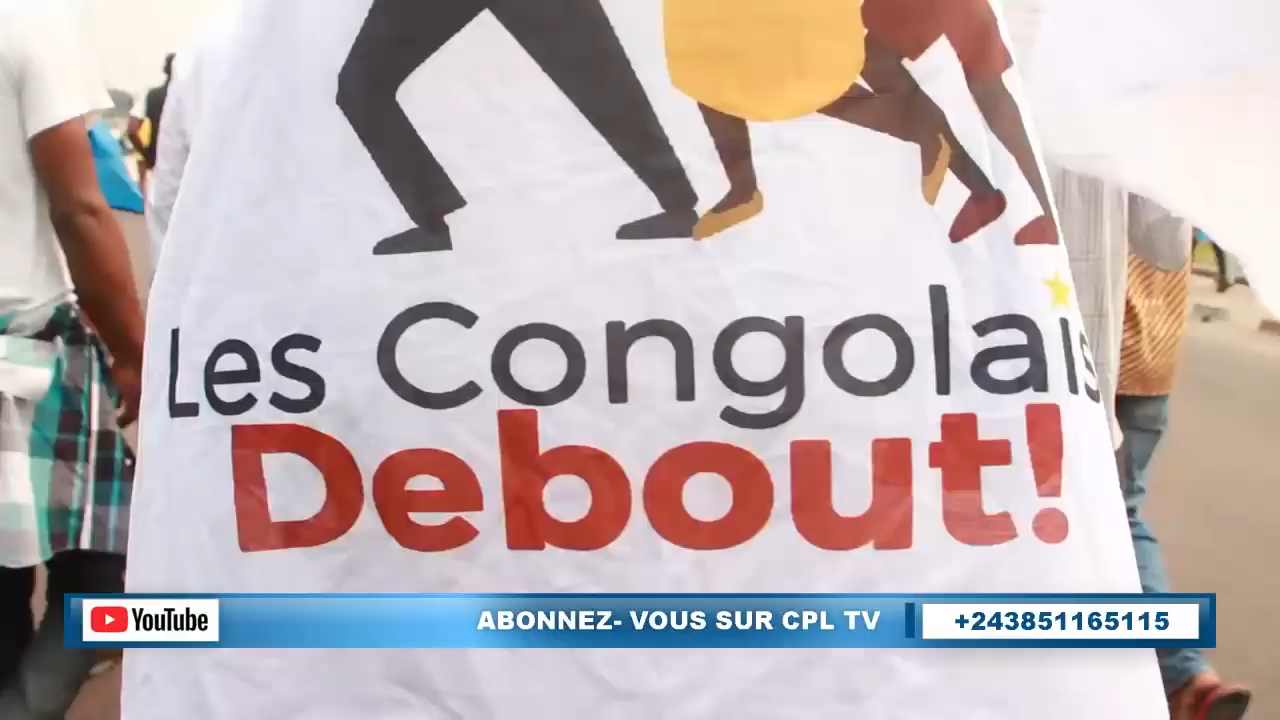 Les Congolais
Debout!
YouTube
ABONNEZ- VOUS SUR CPL TV
+243851165115